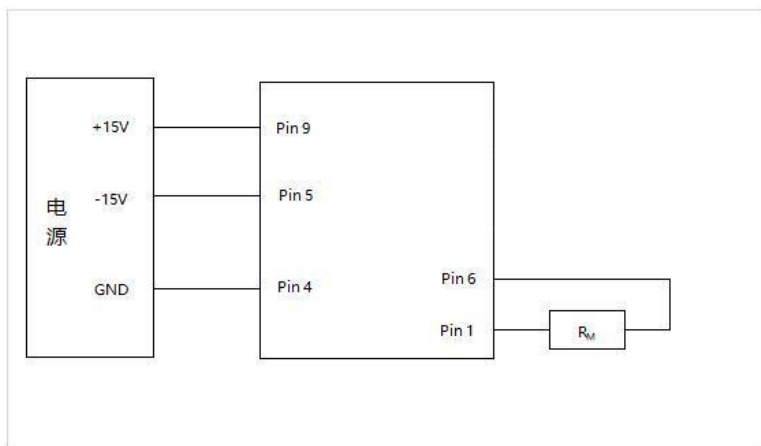 +15V
Pin 9
-15V
Pin 5
电
源
GND
Pin 4
Pin 6
Pin 1
RM